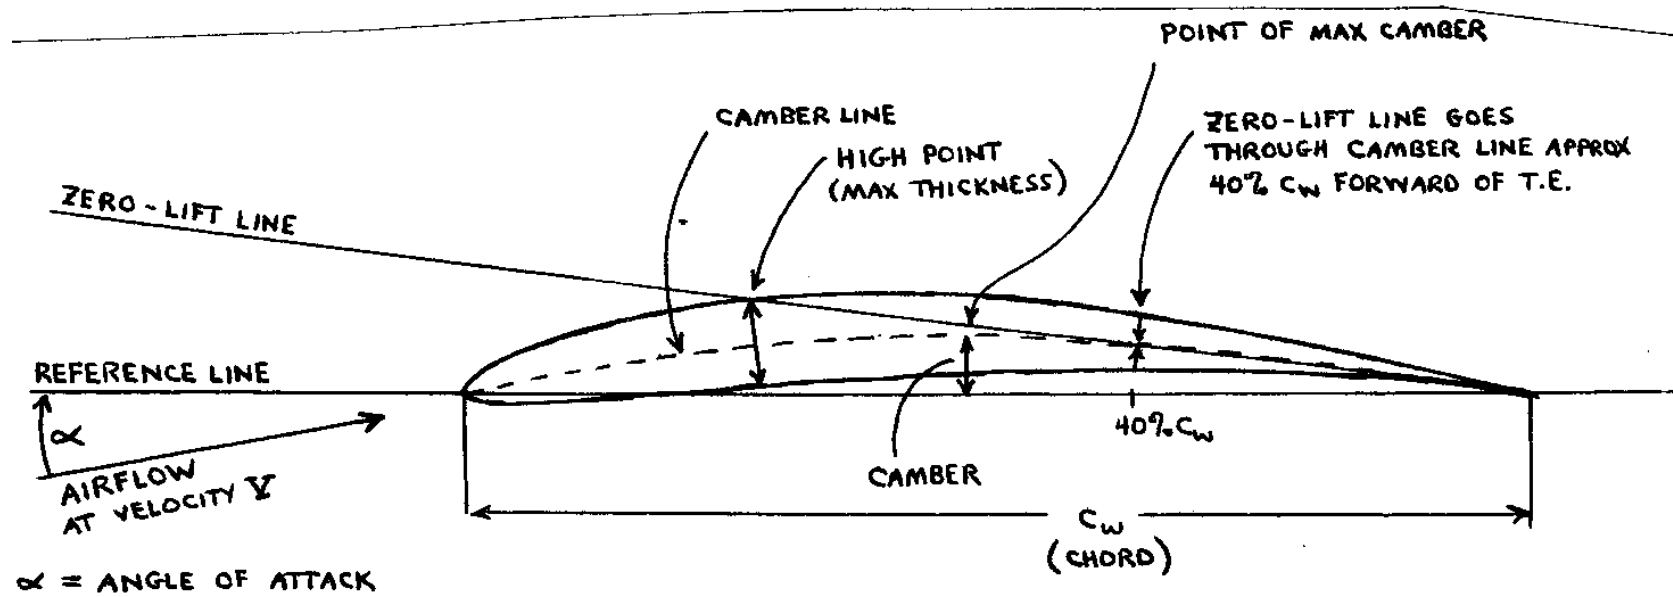 POINT OF MAX CAMBER
CAMBER LINE
ZERO-LIFT LINE GOES
THROUGH CAMBER LINE APPROX
40% Cw FORWARD OF T.E.
HIGH POINT
(MAX THICKNESS)
ZERO-LIFT LINE
REFERENCE LINE
α
40% Cw
AIRFLOW
AT VELOCITY V
CAMBER
Cw
(CHORD)
α = ANGLE OF ATTACK